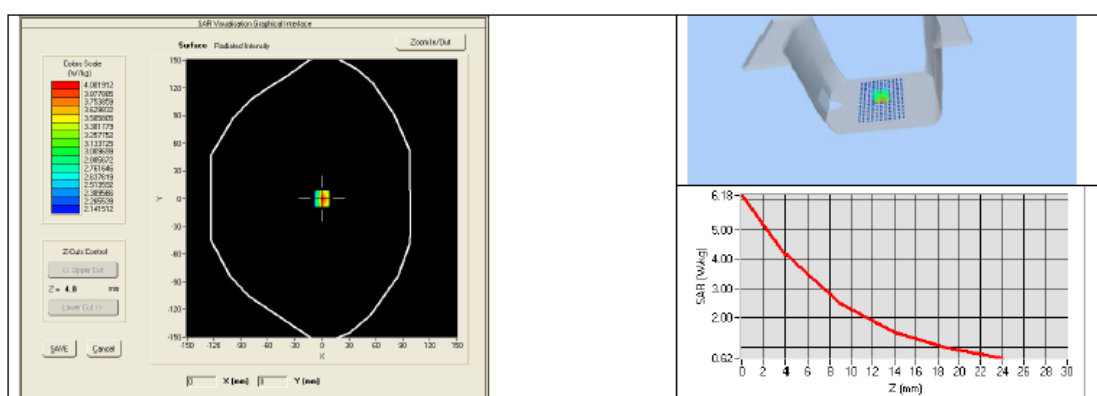 SAR Visualisation Graphical Interface
Surface Radiated Intensity
Zoom In/Out
Colors Scale
(W/kg)
4.001912
3.877885
3.753859
3.629832
3.505805
3.381779
3.257752
3.133725
3.009699
2.885672
2.761646
2.637619
2.513592
2.389566
2.265539
2.141512
Z-Cuts Control
<< Upper Cut
Z = 4.0 mm
Lower Cut >>
SAVE Cancel
150
120
90
60
30
0
-30
-60
-90
-120
-150
Y
-150 -120 -90 -60 -30 0 30 60 90 120 150
X
0 X (mm) 0 Y (mm)
6.18
5.00
4.00
3.00
2.00
0.62
SAR (W/kg)
0 2 4 6 8 10 12 14 16 18 20 22 24 26 28 30
Z (mm)